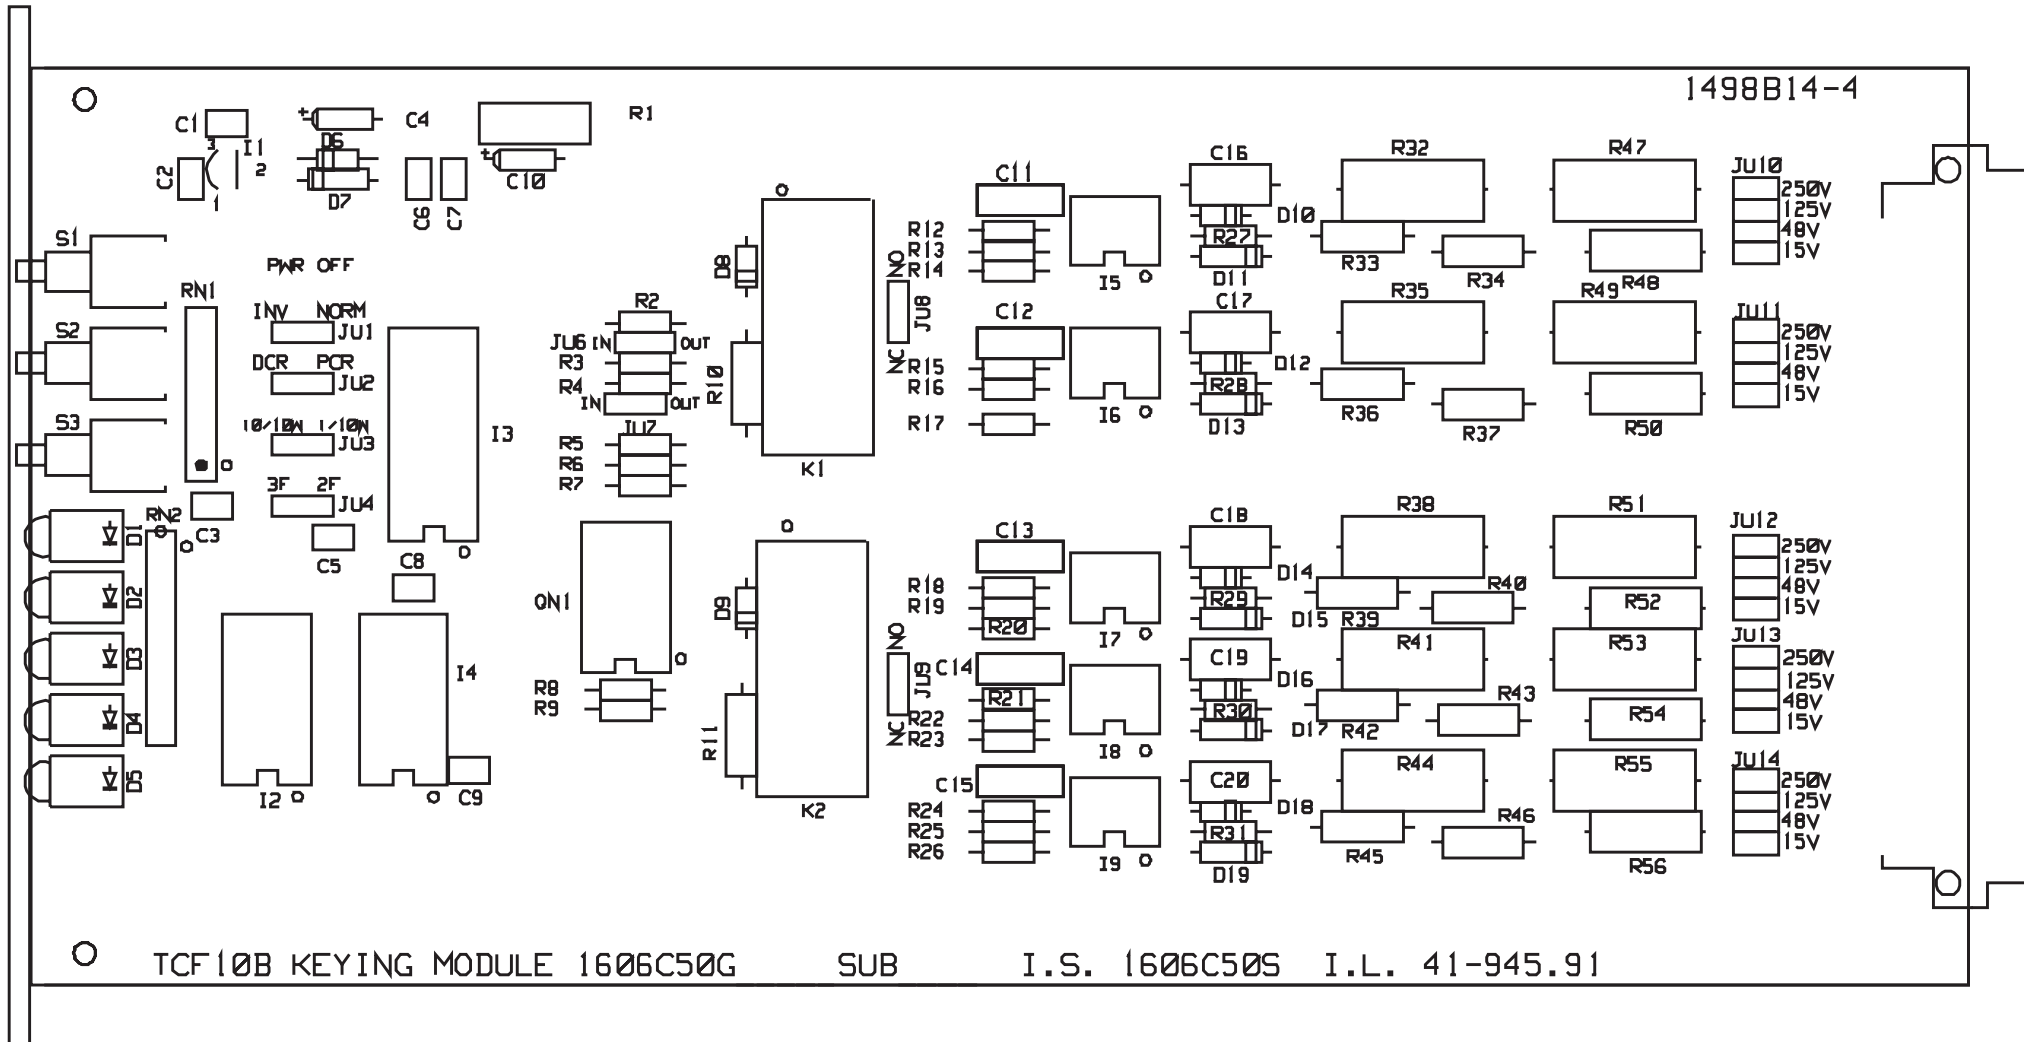 1498B14-4
C1
3
I1
2
1
C2
+
D6
D7
C4
C6
C7
R1
+
C10
S1
S2
S3
PWR OFF
RN1
INV NORM
JU1
DCR PCR
JU2
10/10W 1/10W
JU3
3F 2F
JU4
RN2
C3
C5
C8
I3
D1
D2
D3
D4
D5
I2
I4
C9
R2
JU6 IN OUT
R3
R4
IN OUT
JU7
R5
R6
R7
QN1
R8
R9
D8
R10
K1
D9
R11
K2
NO
JU8
NC
NO
JU9
NC
C11
R12
R13
R14
I5
C12
R15
R16
R17
I6
C13
R18
R19
R20
I7
C14
R21
R22
R23
I8
C15
R24
R25
R26
I9
C16
D10
R27
D11
C17
D12
R28
D13
C18
D14
R29
D15
C19
D16
R30
D17
C20
D18
R31
D19
R32
R33
R34
R35
R36
R37
R38
R39
R40
R41
R42
R43
R44
R45
R46
R47
R48
R49
R50
R51
R52
R53
R54
R55
R56
JU10
250V
125V
48V
15V
JU11
250V
125V
48V
15V
JU12
250V
125V
48V
15V
JU13
250V
125V
48V
15V
JU14
250V
125V
48V
15V
TCF10B KEYING MODULE 1606C50G SUB I.S. 1606C50S I.L. 41-945.91